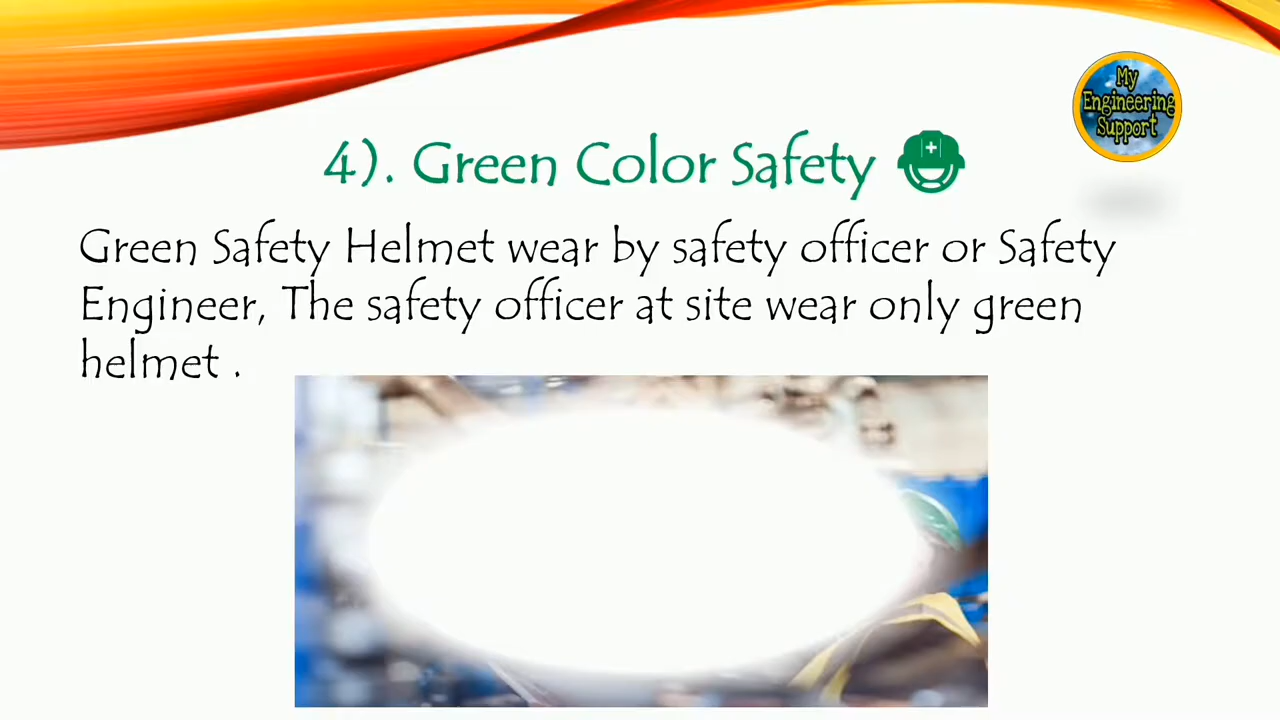 My
Engineering
Support
4). Green Color Safety
Green Safety Helmet wear by safety officer or Safety
Engineer, The safety officer at site wear only green
helmet .